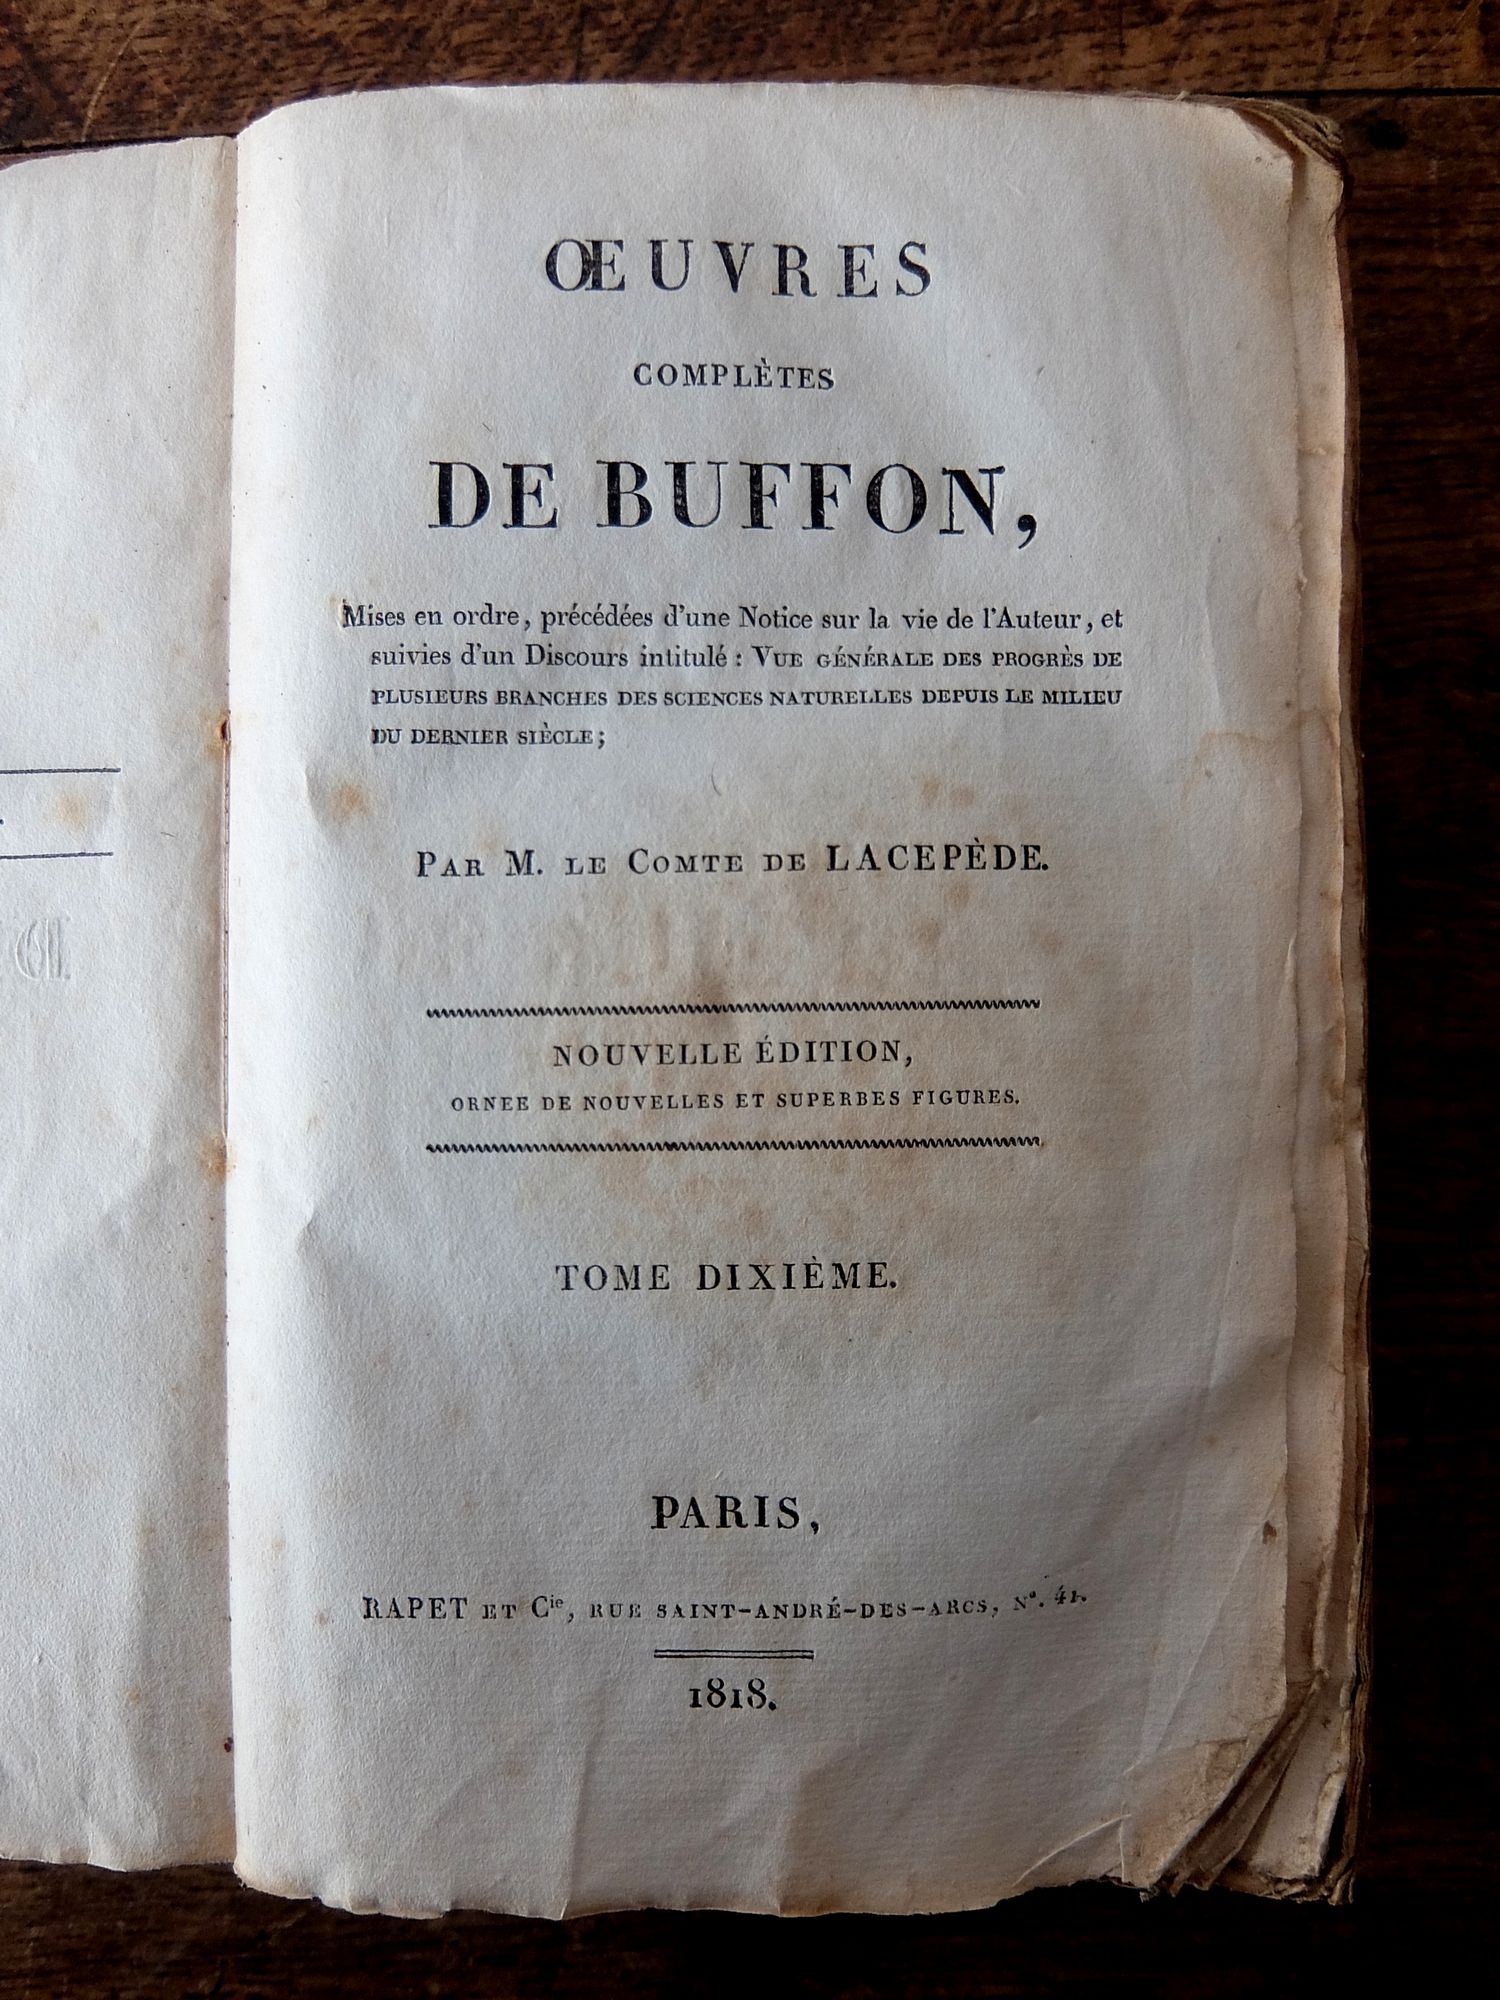 ŒUVRES
COMPLÈTES
DE BUFFON,
Mises en ordre, précédées d'une Notice sur la vie de l'Auteur, et
suivies d'un Discours intitulé : VUE GÉNÉRALE DES PROGRÈS DE
PLUSIEURS BRANCHES DES SCIENCES NATURELLES DEPUIS LE MILIEU
DU DERNIER SIÈCLE ;
PAR M. LE COMTE DE LACEPÈDE.
NOUVELLE ÉDITION,
ORNEE DE NOUVELLES ET SUPERBES FIGURES.
TOME DIXIÈME.
PARIS,
RAPET ET Cie, RUE SAINT-ANDRÉ-DES-ARCS, N°. 41.
1818.